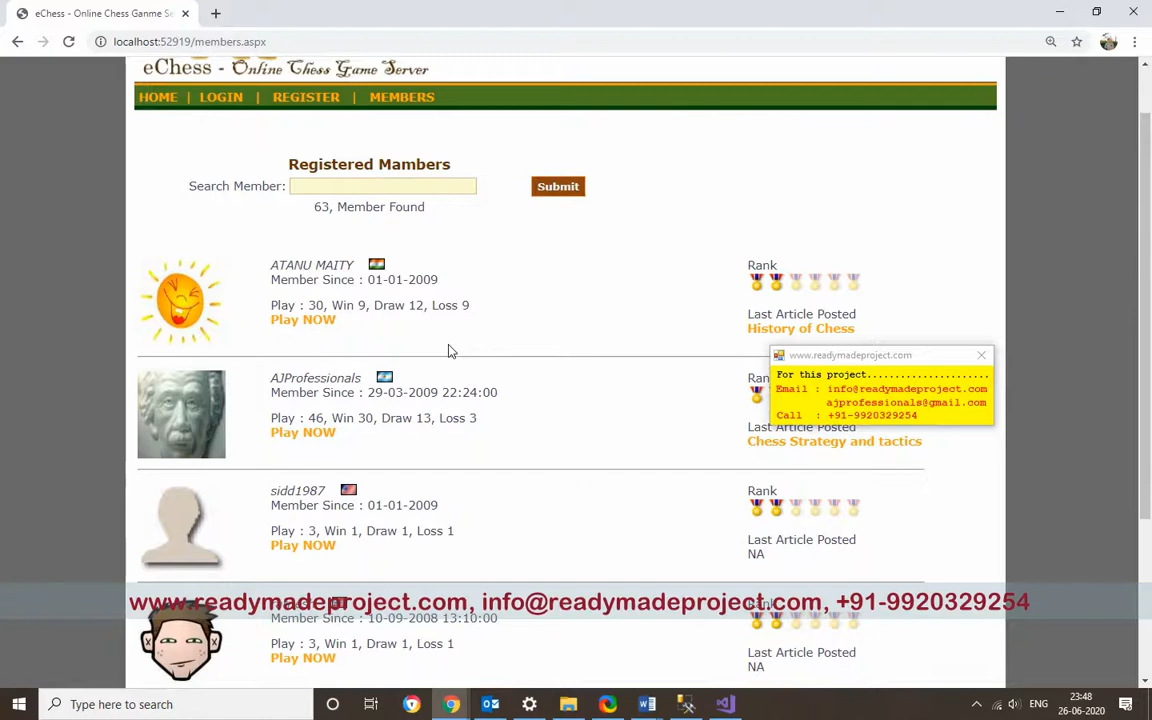 eChess - Online Chess Ganme Se
localhost:52919/members.aspx
eChess - Online Chess Game Server
HOME | LOGIN | REGISTER | MEMBERS
Registered Mambers
Search Member:
Submit
63, Member Found
ATANU MAITY
Member Since : 01-01-2009
Play : 30, Win 9, Draw 12, Loss 9
Play NOW
Rank
Last Article Posted
History of Chess
www.readymadeproject.com
For this project.....................
Email : info@readymadeproject.com
ajprofessionals@gmail.com
Call : +91-9920329254
AJProfessionals
Member Since : 29-03-2009 22:24:00
Play : 46, Win 30, Draw 13, Loss 3
Play NOW
Rank
Last Article Posted
Chess Strategy and tactics
sidd1987
Member Since : 01-01-2009
Play : 3, Win 1, Draw 1, Loss 1
Play NOW
Rank
Last Article Posted
NA
www.readymadeproject.com, info@readymadeproject.com, +91-9920329254
Member Since : 10-09-2008 13:10:00
Play : 3, Win 1, Draw 1, Loss 1
Play NOW
Rank
Last Article Posted
NA
Type here to search
ENG
23:48
26-06-2020